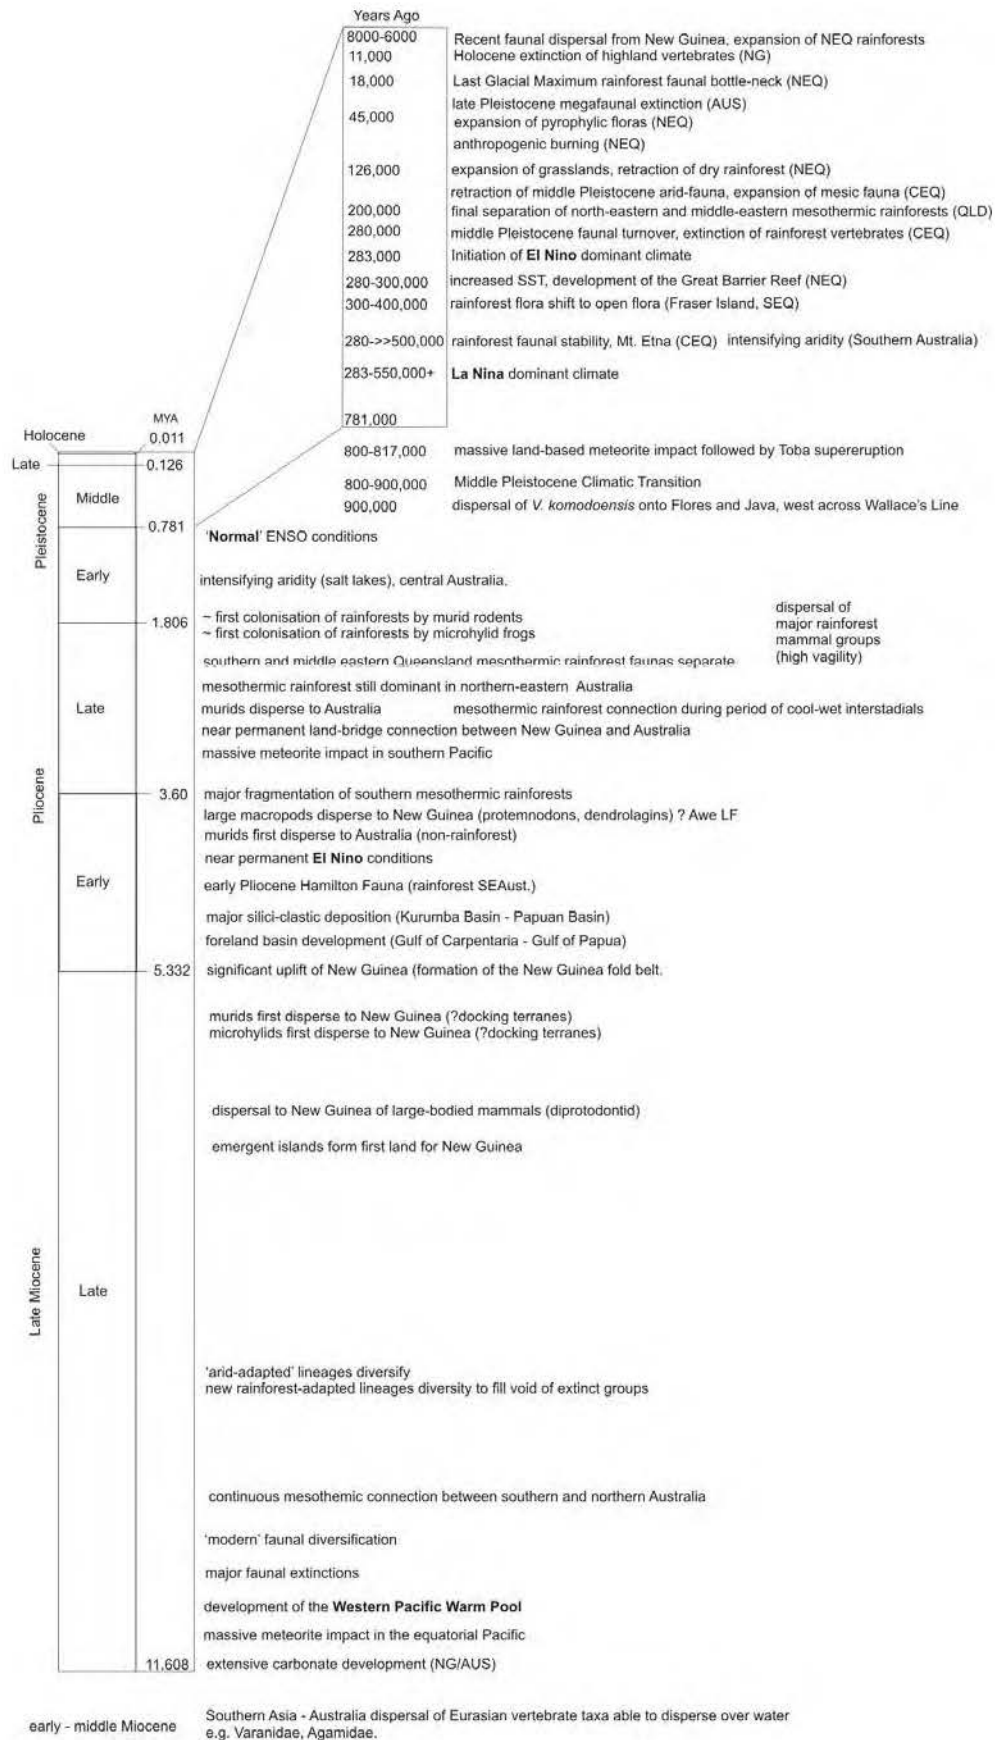 Years Ago
8000-6000 Recent faunal dispersal from New Guinea, expansion of NEQ rainforests
11,000 Holocene extinction of highland vertebrates (NG)
18,000 Last Glacial Maximum rainforest faunal bottle-neck (NEQ)
late Pleistocene megafaunal extinction (AUS)
45,000 expansion of pyrophylic floras (NEQ)
anthropogenic burning (NEQ)
126,000 expansion of grasslands, retraction of dry rainforest (NEQ)
retraction of middle Pleistocene arid-fauna, expansion of mesic fauna (CEQ)
200,000 final separation of north-eastern and middle-eastern mesothermic rainforests (QLD)
280,000 middle Pleistocene faunal turnover, extinction of rainforest vertebrates (CEQ)
283,000 Initiation of El Nino dominant climate
280-300,000 increased SST, development of the Great Barrier Reef (NEQ)
300-400,000 rainforest flora shift to open flora (Fraser Island, SEQ)
280->>500,000 rainforest faunal stability, Mt. Etna (CEQ) intensifying aridity (Southern Australia)
283-550,000+ La Nina dominant climate
781,000
MYA
Holocene 0.011
800-817,000 massive land-based meteorite impact followed by Toba supereruption
Late 0.126
800-900,000 Middle Pleistocene Climatic Transition
Middle
900,000 dispersal of V. komodoensis onto Flores and Java, west across Wallace's Line
Pleistocene
0.781
'Normal' ENSO conditions
Early
intensifying aridity (salt lakes), central Australia.
1.806 ~ first colonisation of rainforests by murid rodents
~ first colonisation of rainforests by microhylid frogs
dispersal of
major rainforest
mammal groups
(high vagility)
southern and middle eastern Queensland mesothermic rainforest faunas separate
mesothermic rainforest still dominant in northern-eastern Australia
Late murids disperse to Australia mesothermic rainforest connection during period of cool-wet interstadials
near permanent land-bridge connection between New Guinea and Australia
massive meteorite impact in southern Pacific
Pliocene
3.60 major fragmentation of southern mesothermic rainforests
large macropods disperse to New Guinea (protemnodons, dendrolagins) ? Awe LF
murids first disperse to Australia (non-rainforest)
near permanent El Nino conditions
Early early Pliocene Hamilton Fauna (rainforest SEAust.)
major silici-clastic deposition (Kurumba Basin - Papuan Basin)
foreland basin development (Gulf of Carpentaria - Gulf of Papua)
5.332 significant uplift of New Guinea (formation of the New Guinea fold belt.
murids first disperse to New Guinea (?docking terranes)
microhylids first disperse to New Guinea (?docking terranes)
dispersal to New Guinea of large-bodied mammals (diprotodontid)
emergent islands form first land for New Guinea
Late Miocene
Late
'arid-adapted' lineages diversify
new rainforest-adapted lineages diversity to fill void of extinct groups
continuous mesothemic connection between southern and northern Australia
'modern' faunal diversification
major faunal extinctions
development of the Western Pacific Warm Pool
massive meteorite impact in the equatorial Pacific
11.608 extensive carbonate development (NG/AUS)
early - middle Miocene Southern Asia - Australia dispersal of Eurasian vertebrate taxa able to disperse over water
e.g. Varanidae, Agamidae.